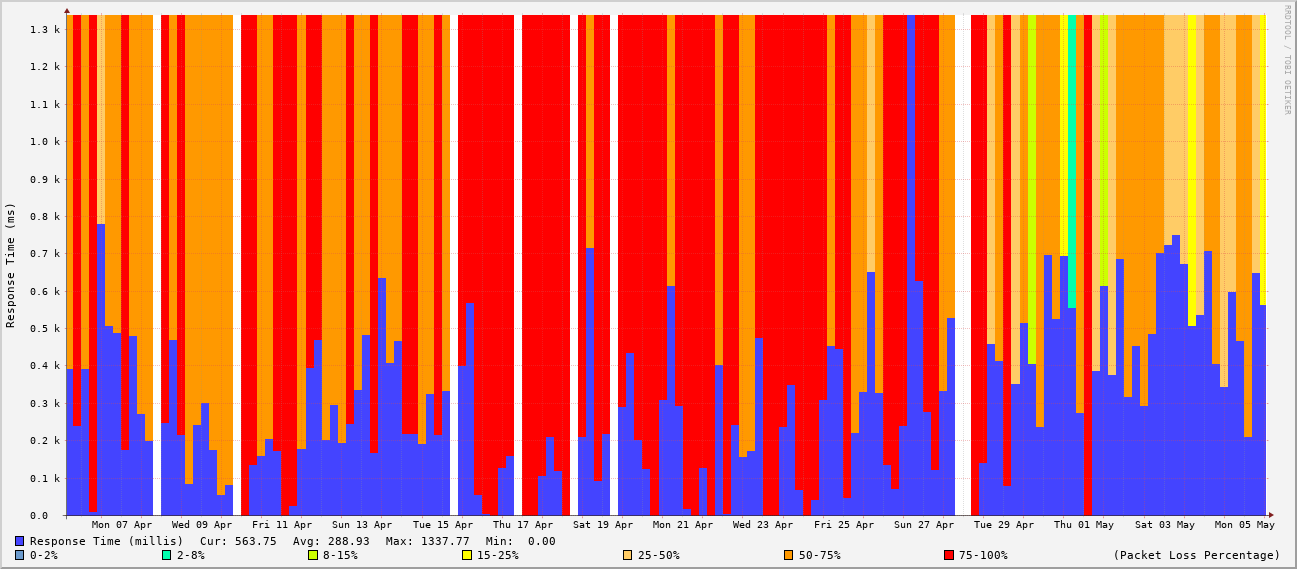 RRDTOOL / TOBI OETIKER
Response Time (ms)
1.3 k
1.2 k
1.1 k
1.0 k
0.9 k
0.8 k
0.7 k
0.6 k
0.5 k
0.4 k
0.3 k
0.2 k
0.1 k
0.0
Mon 07 Apr Wed 09 Apr Fri 11 Apr Sun 13 Apr Tue 15 Apr Thu 17 Apr Sat 19 Apr Mon 21 Apr Wed 23 Apr Fri 25 Apr Sun 27 Apr Tue 29 Apr Thu 01 May Sat 03 May Mon 05 May
Response Time (millis) Cur: 563.75 Avg: 288.93 Max: 1337.77 Min: 0.00
0-2% 2-8% 8-15% 15-25% 25-50% 50-75% 75-100% (Packet Loss Percentage)